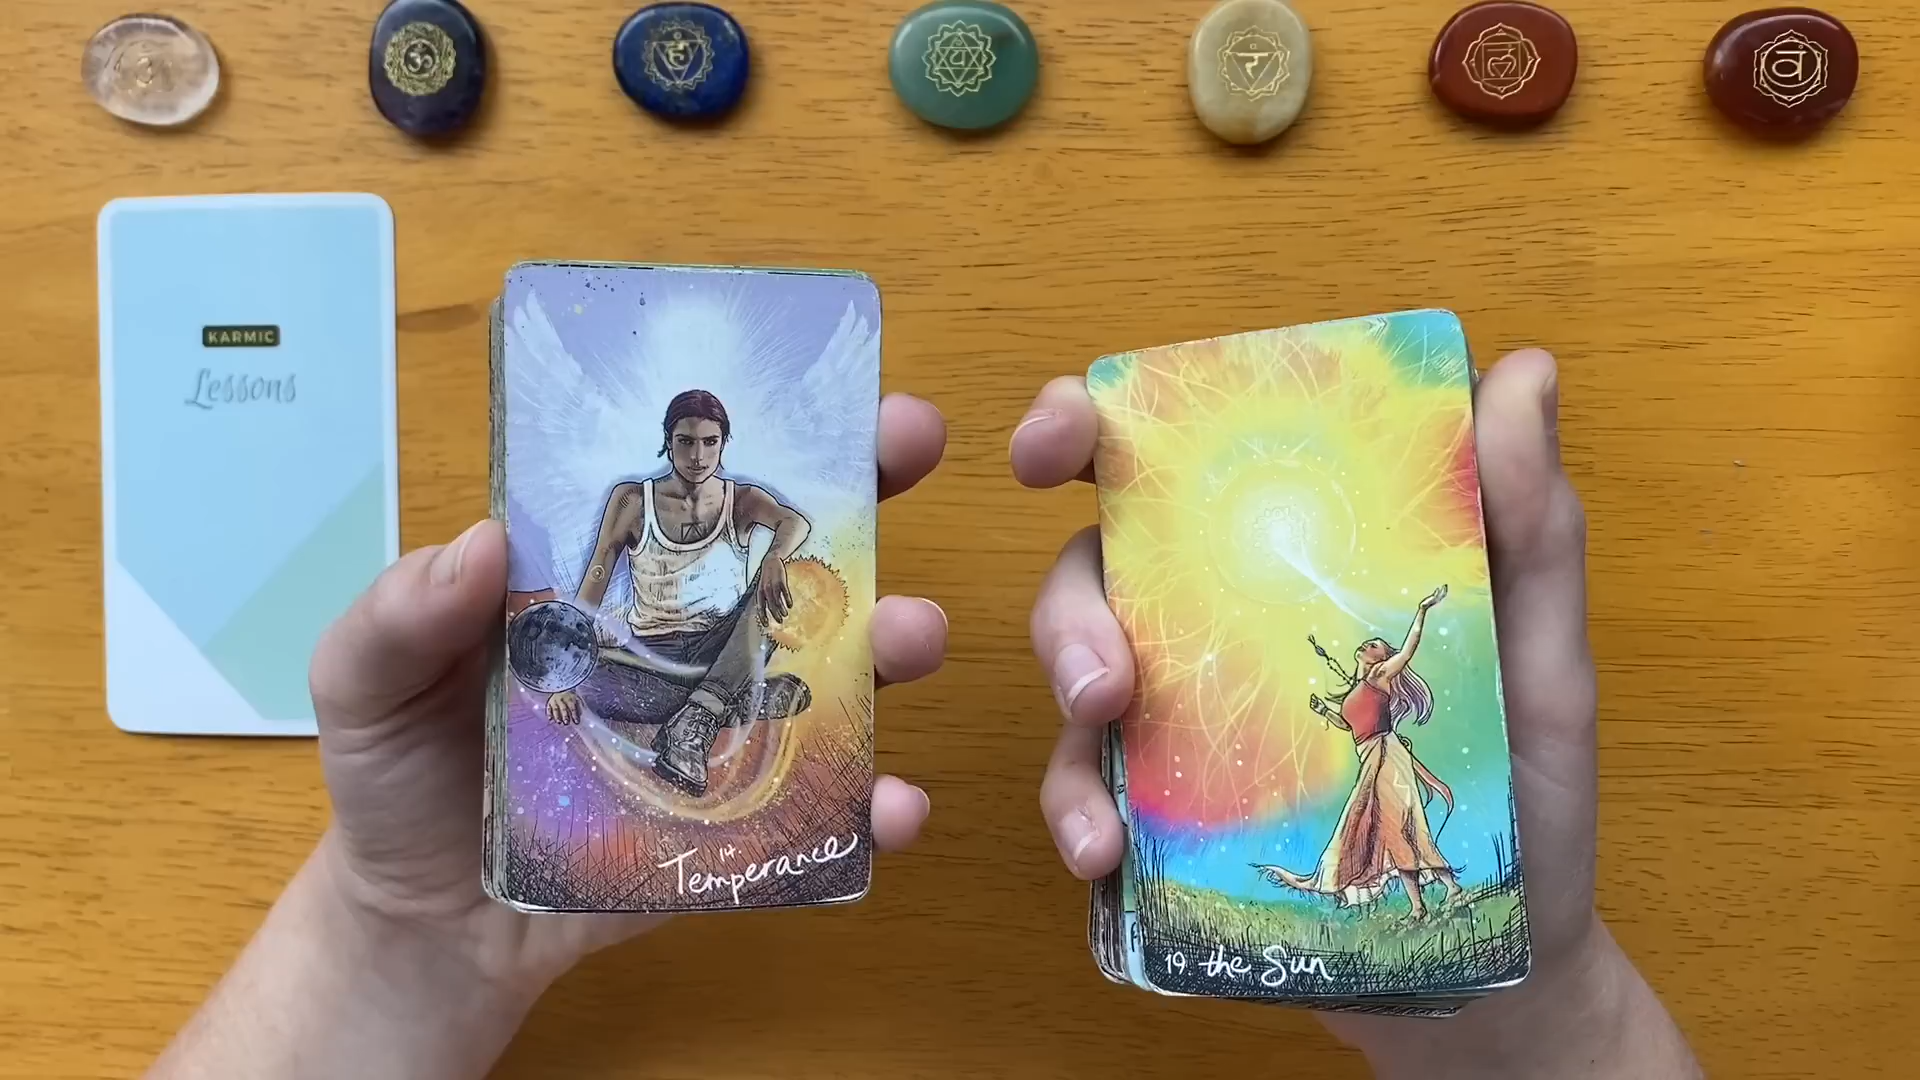 ॐ
हं
यं
रं
लं
वं
KARMIC
Lessons
14.
Temperance
19 the Sun